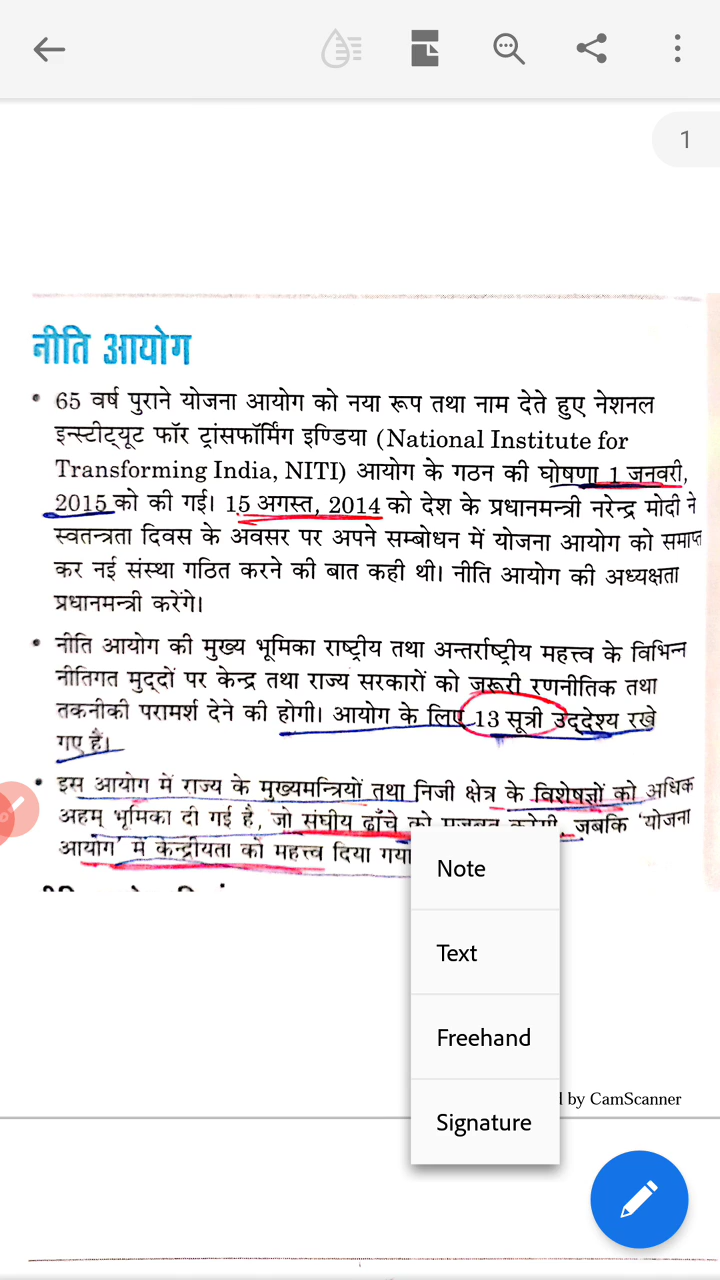 1
नीति आयोग
• 65 वर्ष पुराने योजना आयोग को नया रूप तथा नाम देते हुए नेशनल
इन्स्टीट्यूट फॉर ट्रांसफॉर्मिंग इण्डिया (National Institute for
Transforming India, NITI) आयोग के गठन की घोषणा 1 जनवरी,
2015 को की गई। 15 अगस्त, 2014 को देश के प्रधानमन्त्री नरेन्द्र मोदी ने
स्वतन्त्रता दिवस के अवसर पर अपने सम्बोधन में योजना आयोग को समाप्त
कर नई संस्था गठित करने की बात कही थी। नीति आयोग की अध्यक्षता
प्रधानमन्त्री करेंगे।
• नीति आयोग की मुख्य भूमिका राष्ट्रीय तथा अन्तर्राष्ट्रीय महत्त्व के विभिन्न
नीतिगत मुद्दों पर केन्द्र तथा राज्य सरकारों को जरूरी रणनीतिक तथा
तकनीकी परामर्श देने की होगी। आयोग के लिए 13 सूत्री उद्देश्य रखे
गए हैं।
• इस आयोग में राज्य के मुख्यमन्त्रियों तथा निजी क्षेत्र के विशेषज्ञों को अधिक
अहम् भूमिका दी गई है, जो संघीय ढाँचे को मजबूत करेगी, जबकि 'योजना
आयोग' में केन्द्रीयता को महत्त्व दिया गया
Note
Text
Freehand
Signature
by CamScanner